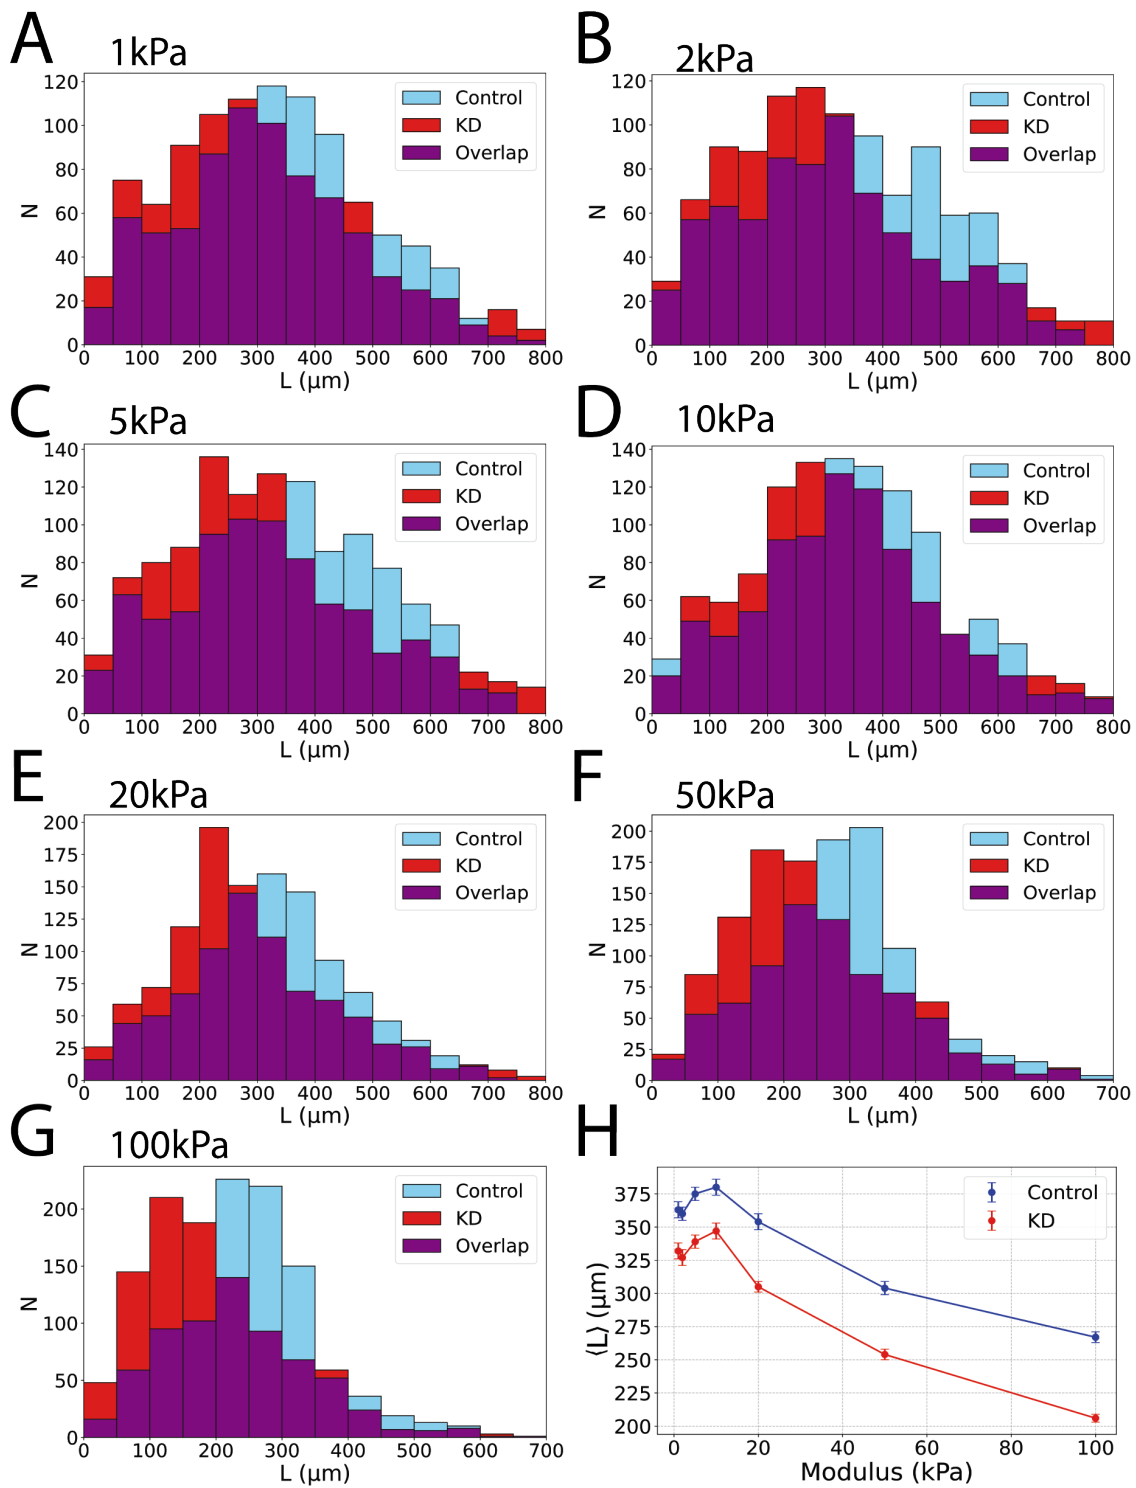 A
1kPa
N
120
100
80
60
40
20
0
Control
KD
Overlap
0 100 200 300 400 500 600 700 800
L (μm)
B
2kPa
N
120
100
80
60
40
20
0
Control
KD
Overlap
0 100 200 300 400 500 600 700 800
L (μm)
C
5kPa
N
140
120
100
80
60
40
20
0
Control
KD
Overlap
0 100 200 300 400 500 600 700 800
L (μm)
D
10kPa
N
140
120
100
80
60
40
20
0
Control
KD
Overlap
0 100 200 300 400 500 600 700 800
L (μm)
E
20kPa
N
200
175
150
125
100
75
50
25
0
Control
KD
Overlap
0 100 200 300 400 500 600 700 800
L (μm)
F
50kPa
N
200
175
150
125
100
75
50
25
0
Control
KD
Overlap
0 100 200 300 400 500 600 700
L (μm)
G
100kPa
N
200
150
100
50
0
Control
KD
Overlap
0 100 200 300 400 500 600 700
L (μm)
H
⟨L⟩ (μm)
375
350
325
300
275
250
225
200
Control
KD
0 20 40 60 80 100
Modulus (kPa)